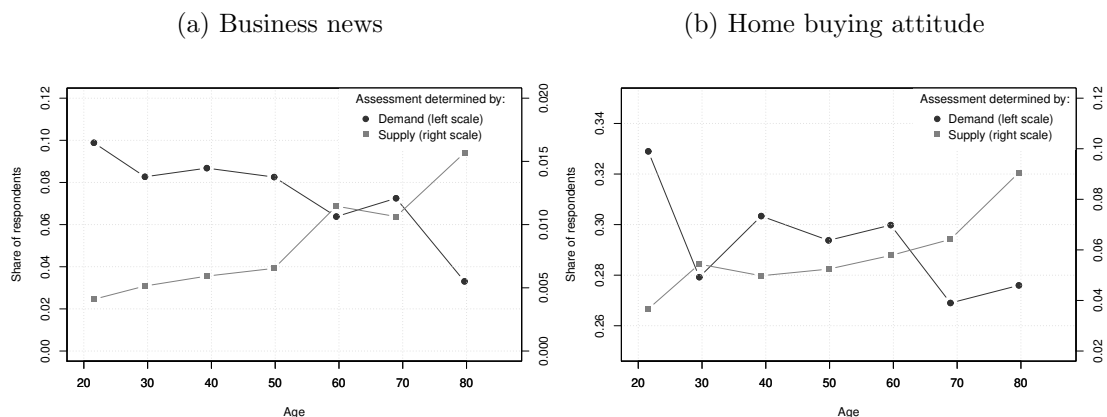 (a) Business news
Assessment determined by:
Demand (left scale)
Supply (right scale)
Share of respondents
0.12
0.10
0.08
0.06
0.04
0.02
0.00
0.020
0.015
0.010
0.005
0.000
20 30 40 50 60 70 80
Age
(b) Home buying attitude
Assessment determined by:
Demand (left scale)
Supply (right scale)
Share of respondents
0.34
0.32
0.30
0.28
0.26
0.12
0.10
0.08
0.06
0.04
0.02
20 30 40 50 60 70 80
Age